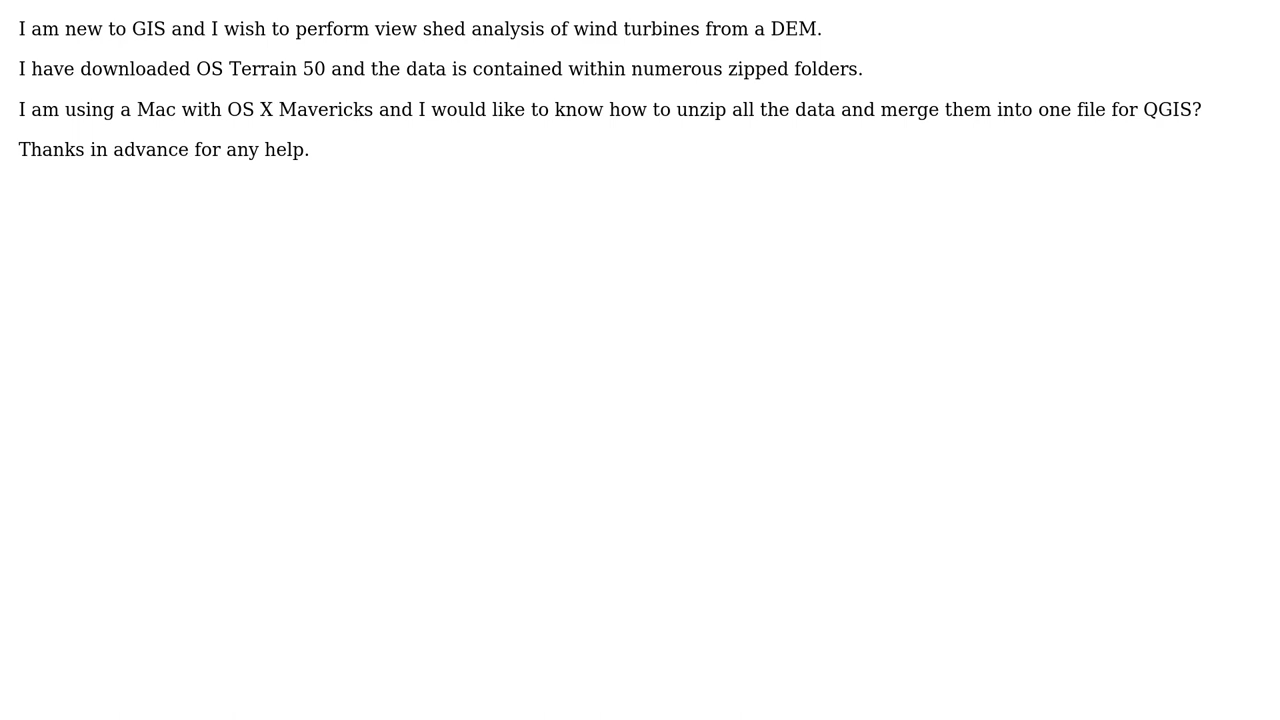 I am new to GIS and I wish to perform view shed analysis of wind turbines from a DEM.
I have downloaded OS Terrain 50 and the data is contained within numerous zipped folders.
I am using a Mac with OS X Mavericks and I would like to know how to unzip all the data and merge them into one file for QGIS?
Thanks in advance for any help.